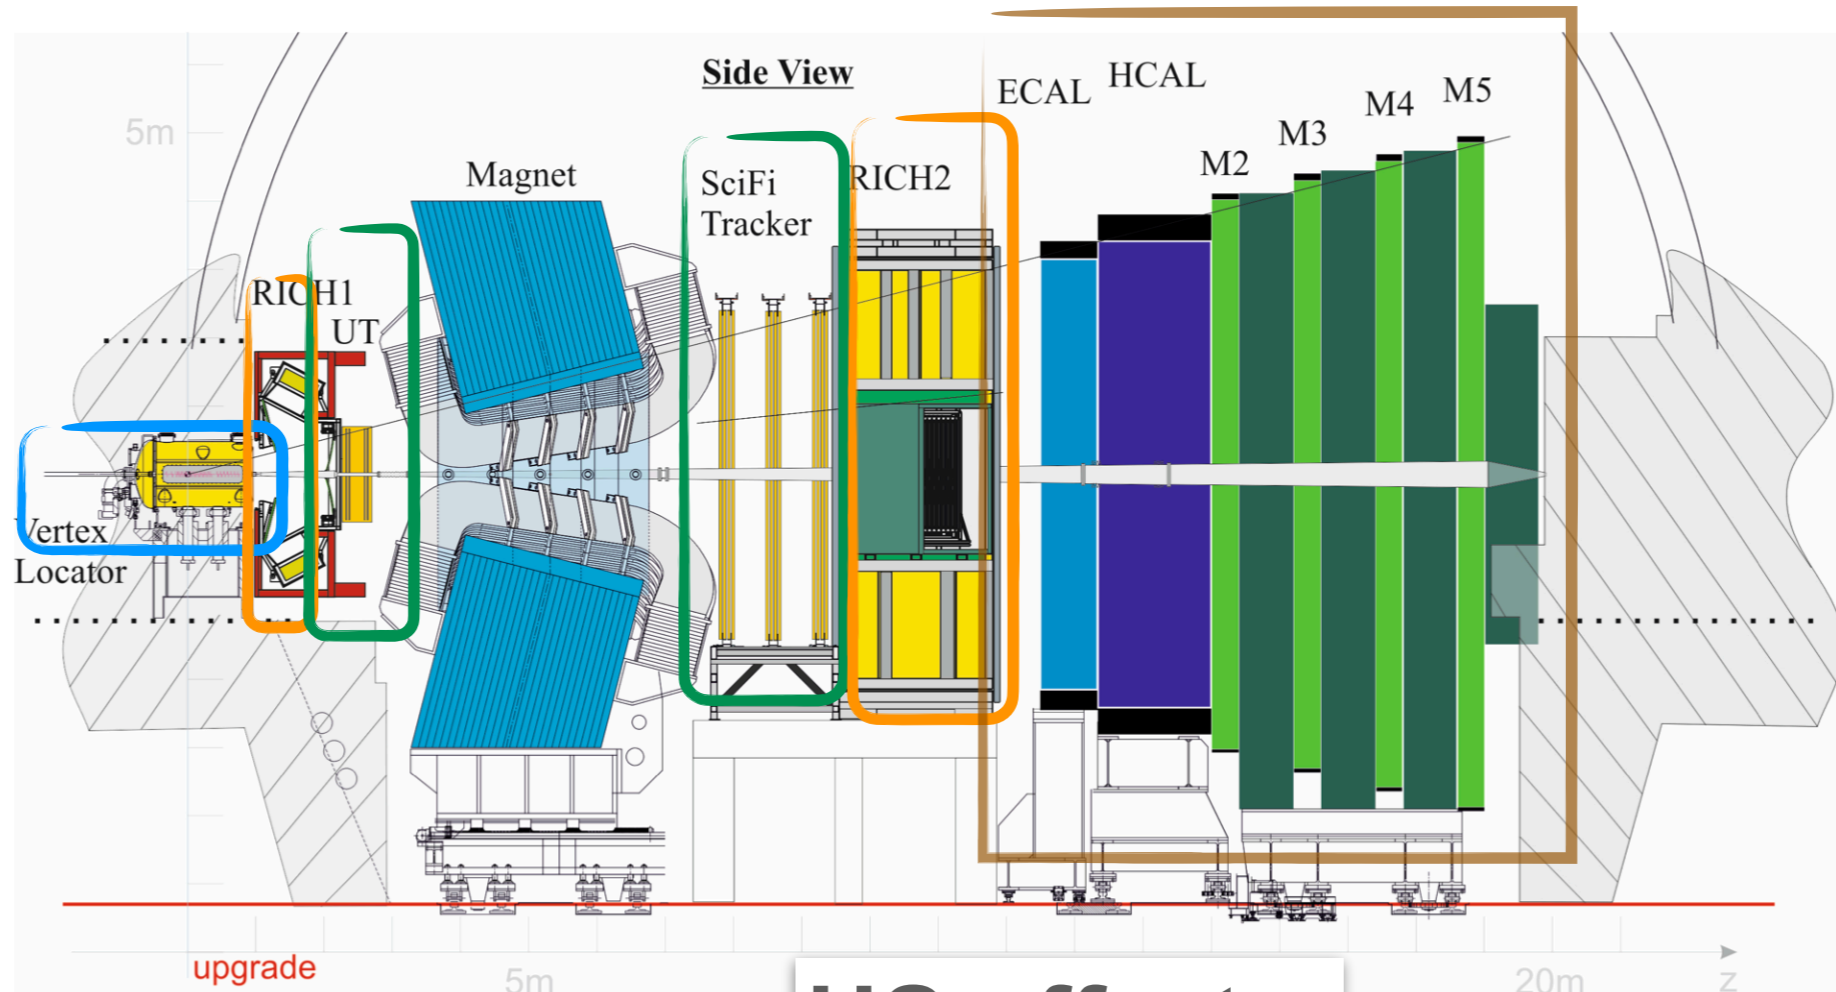 Side View
ECAL
HCAL
M5
M4
M3
M2
5m
Magnet
SciFi
Tracker
RICH2
RICH1
UT
Vertex
Locator
upgrade
5m
20m
z